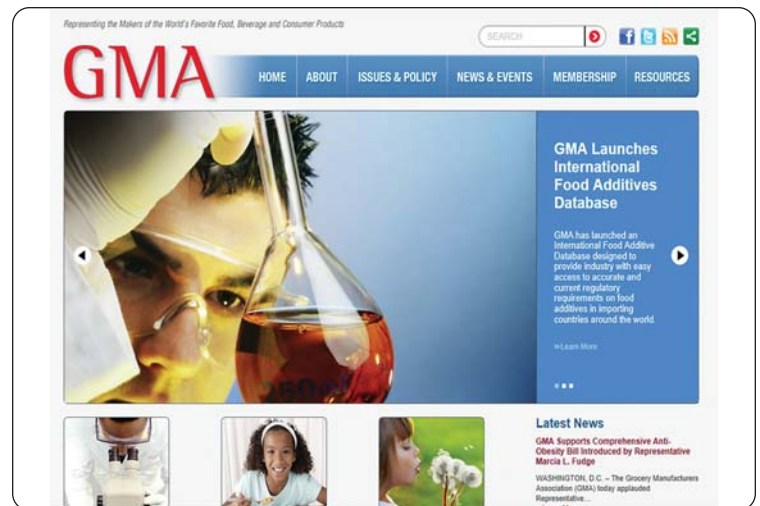 Representing the Makers of the World's Favorite Food, Beverage and Consumer Products
SEARCH
GMA
HOME ABOUT ISSUES & POLICY NEWS & EVENTS MEMBERSHIP RESOURCES
GMA Launches
International
Food Additives
Database
GMA has launched an
International Food Additive
Database designed to
provide industry with easy
access to accurate and
current regulatory
requirements on food
additives in importing
countries around the world.
Learn More
250
Latest News
GMA Supports Comprehensive Anti-
Obesity Bill Introduced by Representative
Marcia L. Fudge
WASHINGTON, D.C. – The Grocery Manufacturers
Association (GMA) today applauded
Representative...